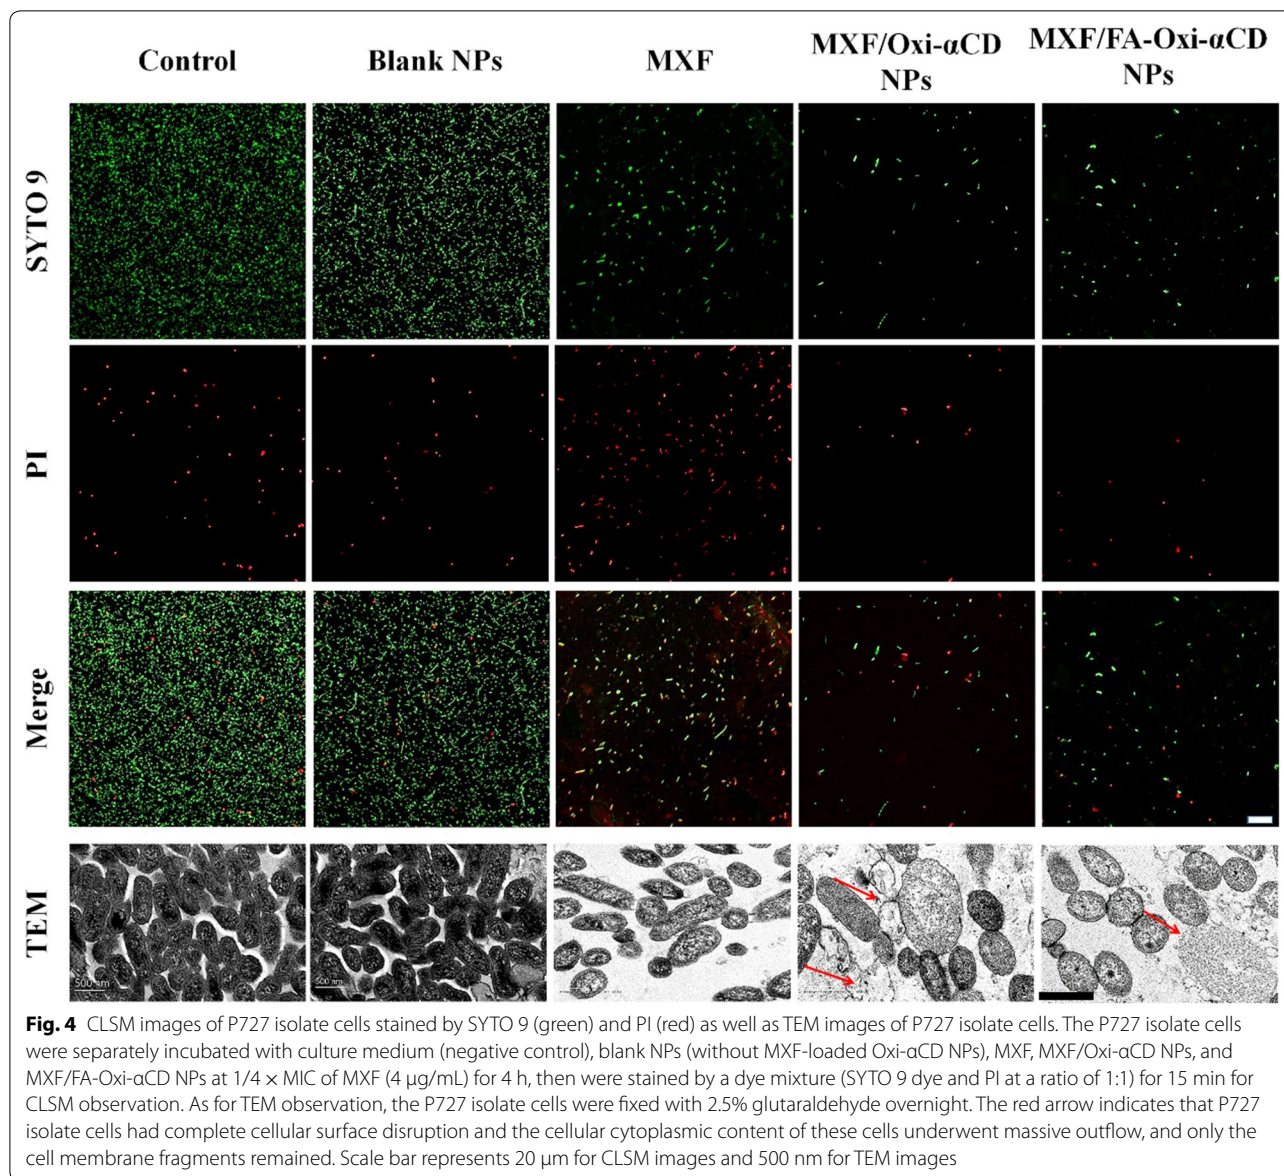 Control
Blank NPs
MXF
MXF/Oxi-αCD
NPs
MXF/FA-Oxi-αCD
NPs
SYTO 9
PI
Merge
TEM
500 nm
500 nm
Fig. 4 CLSM images of P727 isolate cells stained by SYTO 9 (green) and PI (red) as well as TEM images of P727 isolate cells. The P727 isolate cells
were separately incubated with culture medium (negative control), blank NPs (without MXF-loaded Oxi-αCD NPs), MXF, MXF/Oxi-αCD NPs, and
MXF/FA-Oxi-αCD NPs at 1/4 × MIC of MXF (4 μg/mL) for 4 h, then were stained by a dye mixture (SYTO 9 dye and PI at a ratio of 1:1) for 15 min for
CLSM observation. As for TEM observation, the P727 isolate cells were fixed with 2.5% glutaraldehyde overnight. The red arrow indicates that P727
isolate cells had complete cellular surface disruption and the cellular cytoplasmic content of these cells underwent massive outflow, and only the
cell membrane fragments remained. Scale bar represents 20 μm for CLSM images and 500 nm for TEM images